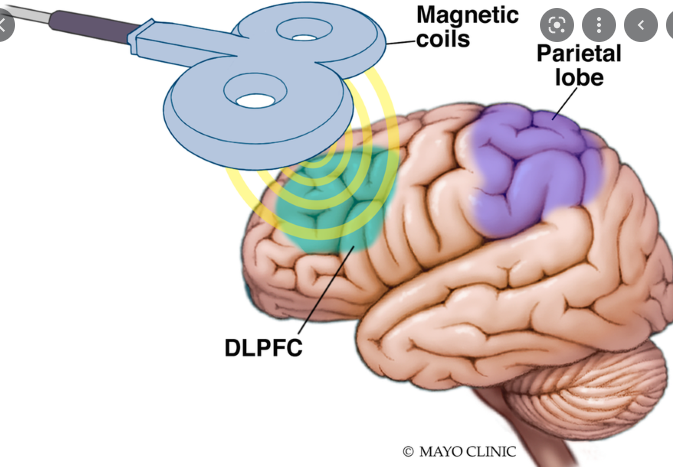 Magnetic
coils
Parietal
lobe
DLPFC
© MAYO CLINIC